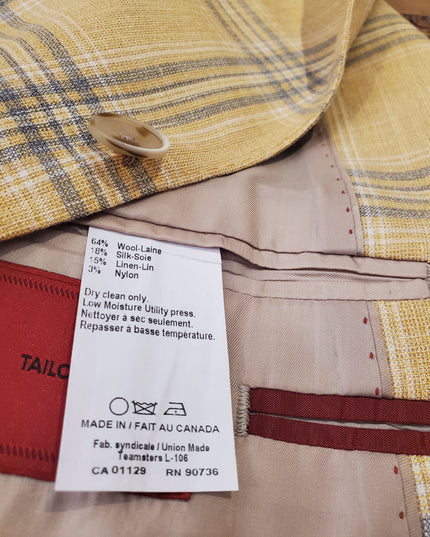 64% Wool-Laine
18% Silk-Soie
15% Linen-Lin
3% Nylon
Dry clean only.
Low Moisture Utility press.
Nettoyer à sec seulement.
Repasser à basse température.
MADE IN / FAIT AU CANADA
Fab. syndicale / Union Made
Teamsters L-106
CA 01129 RN 90736
TAILO